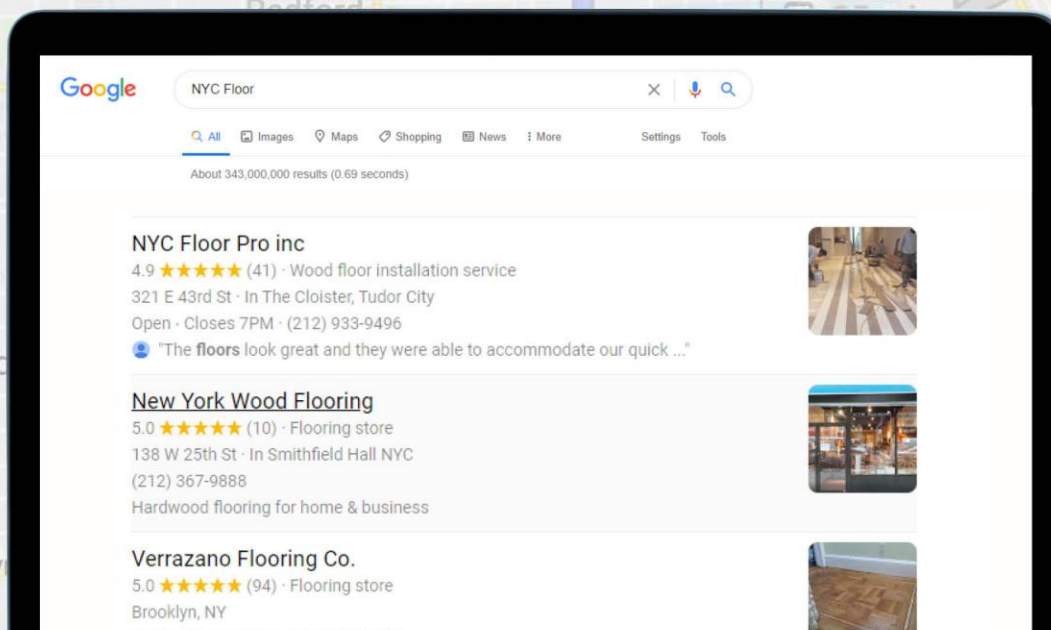 Bedford
Google
NYC Floor
All Images Maps Shopping News More Settings Tools
About 343,000,000 results (0.69 seconds)
NYC Floor Pro inc
4.9 ★★★★★ (41) · Wood floor installation service
321 E 43rd St · In The Cloister, Tudor City
Open · Closes 7PM · (212) 933-9496
"The floors look great and they were able to accommodate our quick ..."
New York Wood Flooring
5.0 ★★★★★ (10) · Flooring store
138 W 25th St · In Smithfield Hall NYC
(212) 367-9888
Hardwood flooring for home & business
Verrazano Flooring Co.
5.0 ★★★★★ (94) · Flooring store
Brooklyn, NY